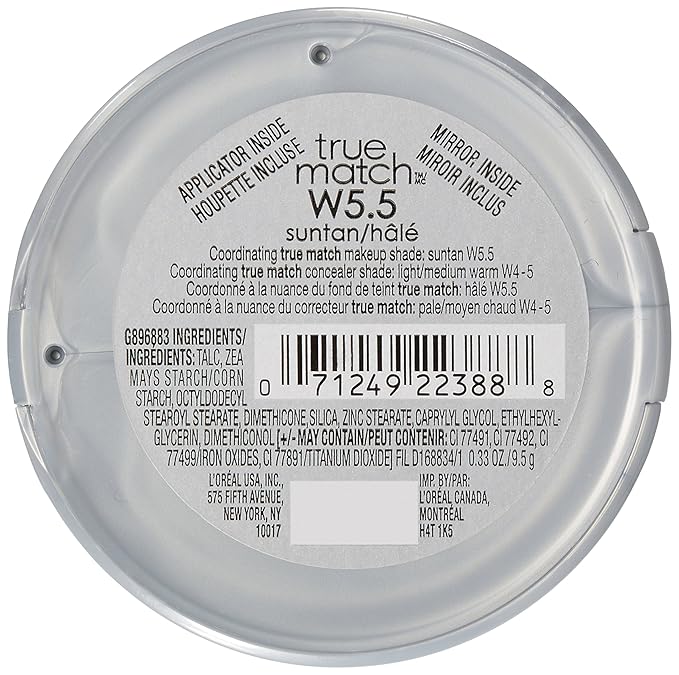 APPLICATOR INSIDE
HOUPETTE INCLUSE
true
match TM/MC
MIRROR INSIDE
MIROIR INCLUS
W5.5
suntan/hâlé
Coordinating true match makeup shade: suntan W5.5
Coordinating true match concealer shade: light/medium warm W4-5
Coordonné à la nuance du fond de teint true match: hâlé W5.5
Coordonné à la nuance du correcteur true match: pale/moyen chaud W4-5
G896883 INGREDIENTS/
INGRÉDIENTS: TALC, ZEA
MAYS STARCH/CORN
STARCH, OCTYLDODECYL
STEAROYL STEARATE, DIMETHICONE, SILICA, ZINC STEARATE, CAPRYLYL GLYCOL, ETHYLHEXYL-
GLYCERIN, DIMETHICONOL [+/- MAY CONTAIN/PEUT CONTENIR: CI 77491, CI 77492, CI
77499/IRON OXIDES, CI 77891/TITANIUM DIOXIDE] FIL D168834/1 0.33 OZ./9.5 g
0 71249 22388 8
L'ORÉAL USA, INC.,
575 FIFTH AVENUE,
NEW YORK, NY
10017
IMP. BY/PAR:
L'ORÉAL CANADA,
MONTRÉAL
H4T 1K5